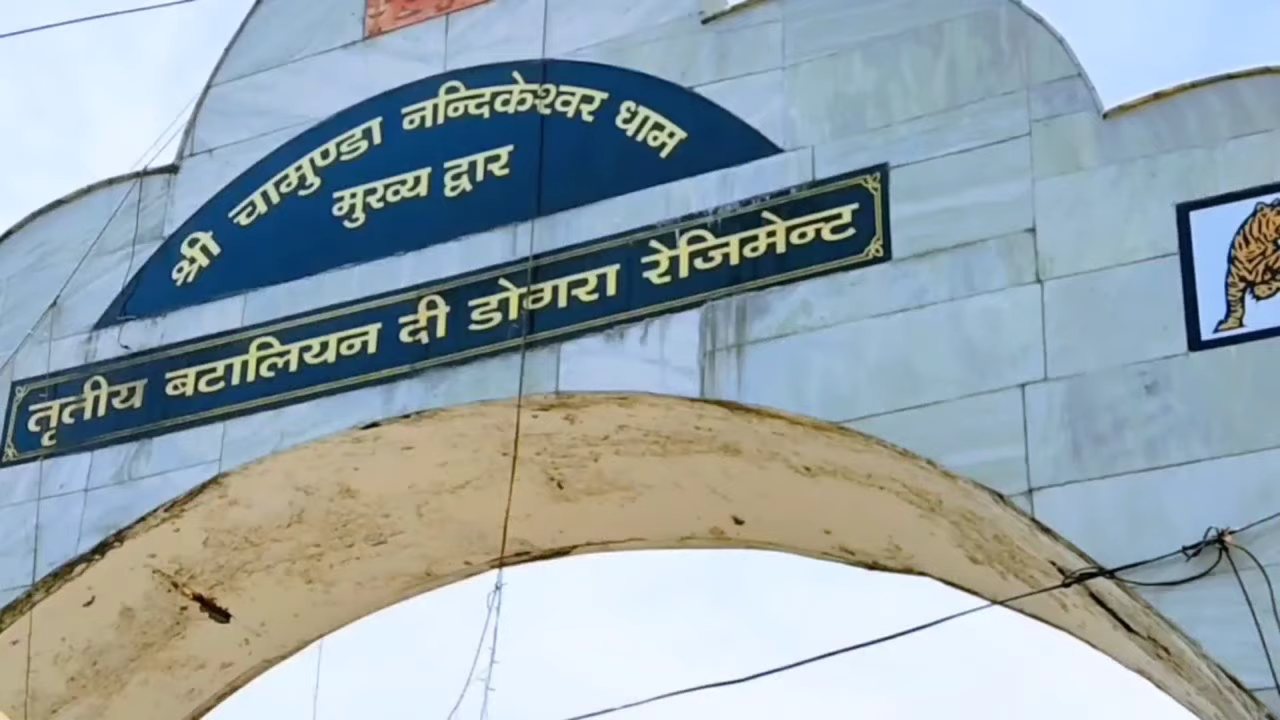 श्री चामुण्डा नन्दिकेश्वर धाम
मुख्य द्वार
तृतीय बटालियन दी डोगरा रेजिमेन्ट